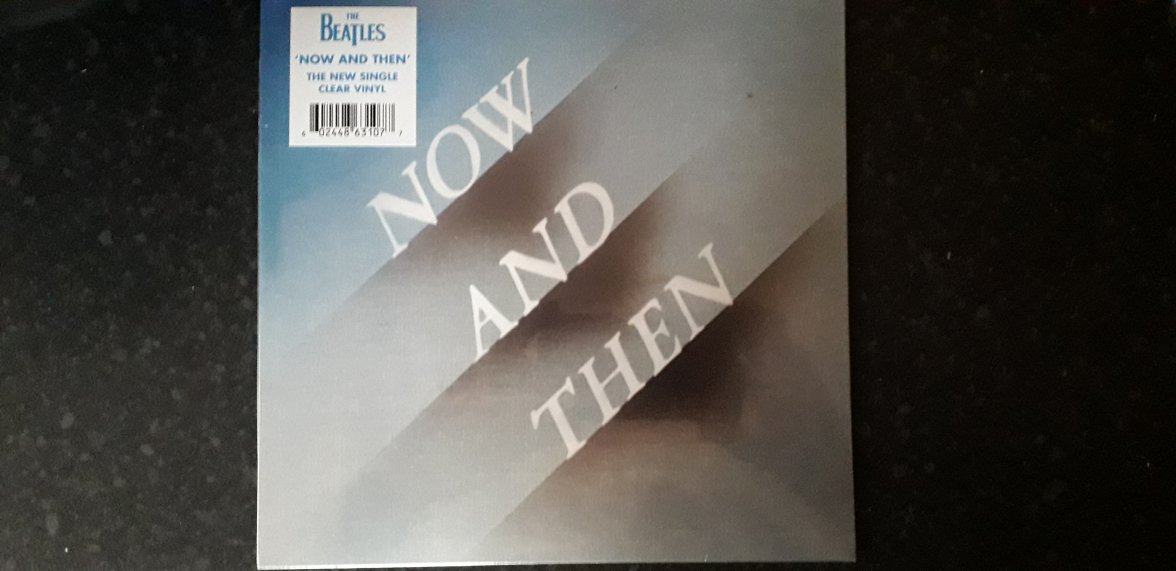 THE
BEATLES
'NOW AND THEN'
THE NEW SINGLE
CLEAR VINYL
6 02448 63107 7
NOW
AND
THEN